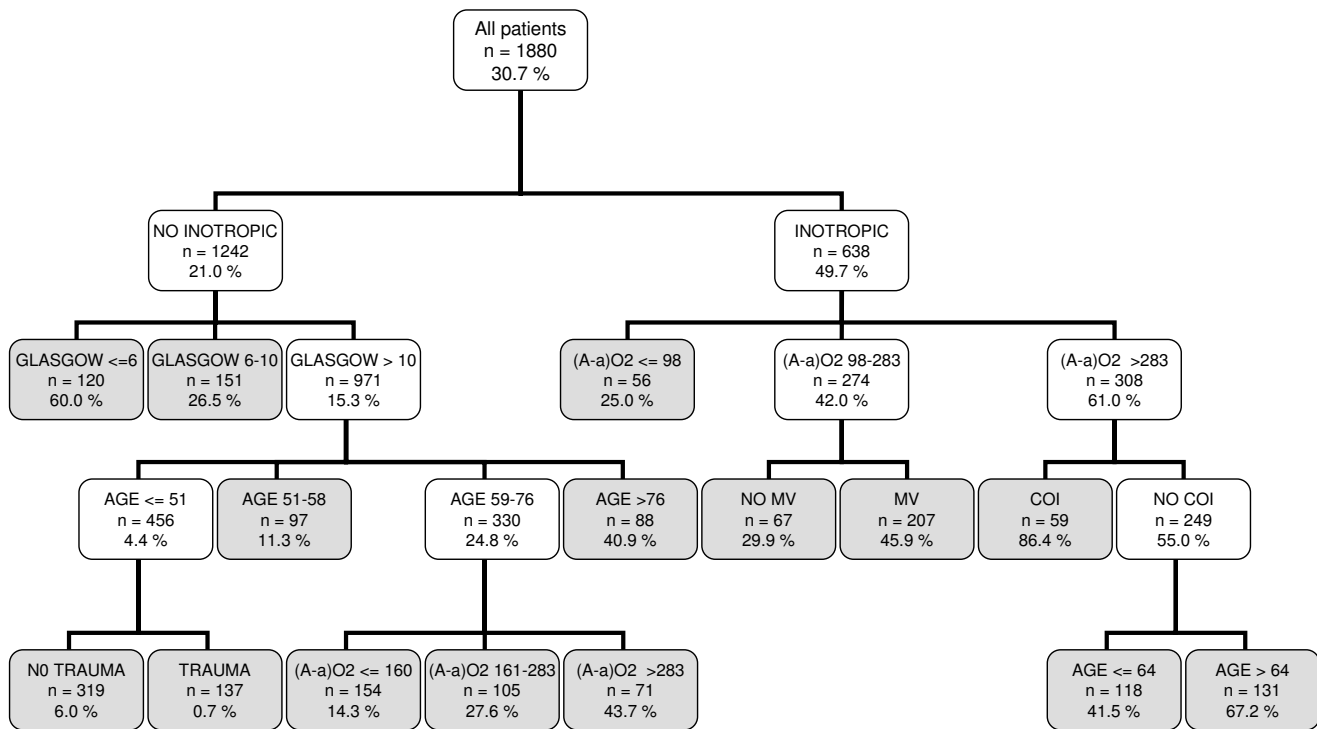 All patients
n = 1880
30.7 %
NO INOTROPIC
n = 1242
21.0 %
INOTROPIC
n = 638
49.7 %
GLASGOW <=6
n = 120
60.0 %
GLASGOW 6-10
n = 151
26.5 %
GLASGOW > 10
n = 971
15.3 %
(A-a)O2 <= 98
n = 56
25.0 %
(A-a)O2 98-283
n = 274
42.0 %
(A-a)O2 >283
n = 308
61.0 %
AGE <= 51
n = 456
4.4 %
AGE 51-58
n = 97
11.3 %
AGE 59-76
n = 330
24.8 %
AGE >76
n = 88
40.9 %
NO MV
n = 67
29.9 %
MV
n = 207
45.9 %
COI
n = 59
86.4 %
NO COI
n = 249
55.0 %
N0 TRAUMA
n = 319
6.0 %
TRAUMA
n = 137
0.7 %
(A-a)O2 <= 160
n = 154
14.3 %
(A-a)O2 161-283
n = 105
27.6 %
(A-a)O2 >283
n = 71
43.7 %
AGE <= 64
n = 118
41.5 %
AGE > 64
n = 131
67.2 %